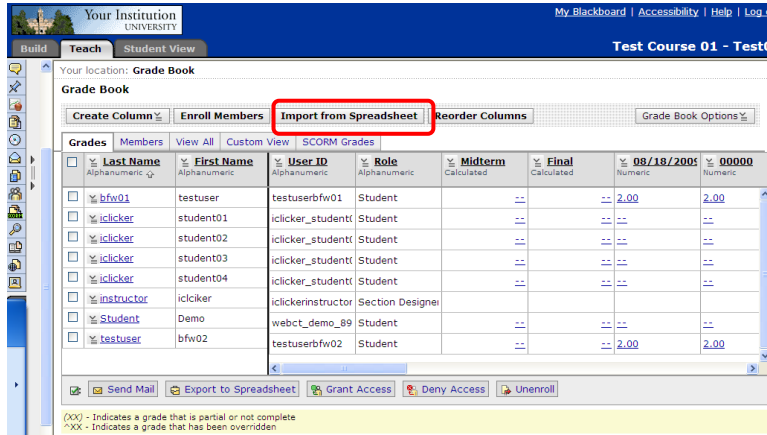 Your Institution
UNIVERSITY
My Blackboard | Accessibility | Help | Log
Build Teach Student View
Test Course 01 - Test
Your location: Grade Book
Grade Book
Create Column Enroll Members Import from Spreadsheet Reorder Columns Grade Book Options
Grades Members View All Custom View SCORM Grades
Last Name First Name User ID Role Midterm Final 08/18/2009 00000
Alphanumeric Alphanumeric Alphanumeric Alphanumeric Calculated Calculated Numeric Numeric
bfw01 testuser testuserbfw01 Student -- -- 2.00 2.00
iclicker student01 iclicker_student( Student -- -- -- --
iclicker student02 iclicker_student( Student -- -- -- --
iclicker student03 iclicker_student( Student -- -- -- --
iclicker student04 iclicker_student( Student -- -- -- --
instructor iclciker iclickerinstructor Section Designer
Student Demo webct_demo_89 Student -- -- -- --
testuser bfw02 testuserbfw02 Student -- -- 2.00 2.00
Send Mail Export to Spreadsheet Grant Access Deny Access Unenroll
(XX) - Indicates a grade that is partial or not complete
^XX - Indicates a grade that has been overridden